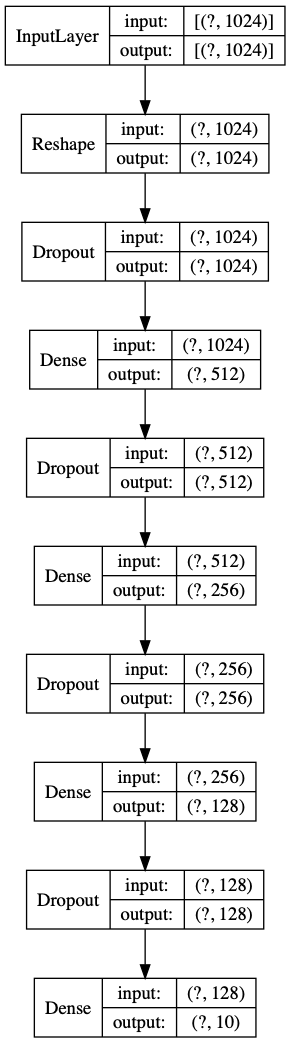 InputLayer input: [(?, 1024)]
output: [(?, 1024)]
Reshape input: (?, 1024)
output: (?, 1024)
Dropout input: (?, 1024)
output: (?, 1024)
Dense input: (?, 1024)
output: (?, 512)
Dropout input: (?, 512)
output: (?, 512)
Dense input: (?, 512)
output: (?, 256)
Dropout input: (?, 256)
output: (?, 256)
Dense input: (?, 256)
output: (?, 128)
Dropout input: (?, 128)
output: (?, 128)
Dense input: (?, 128)
output: (?, 10)